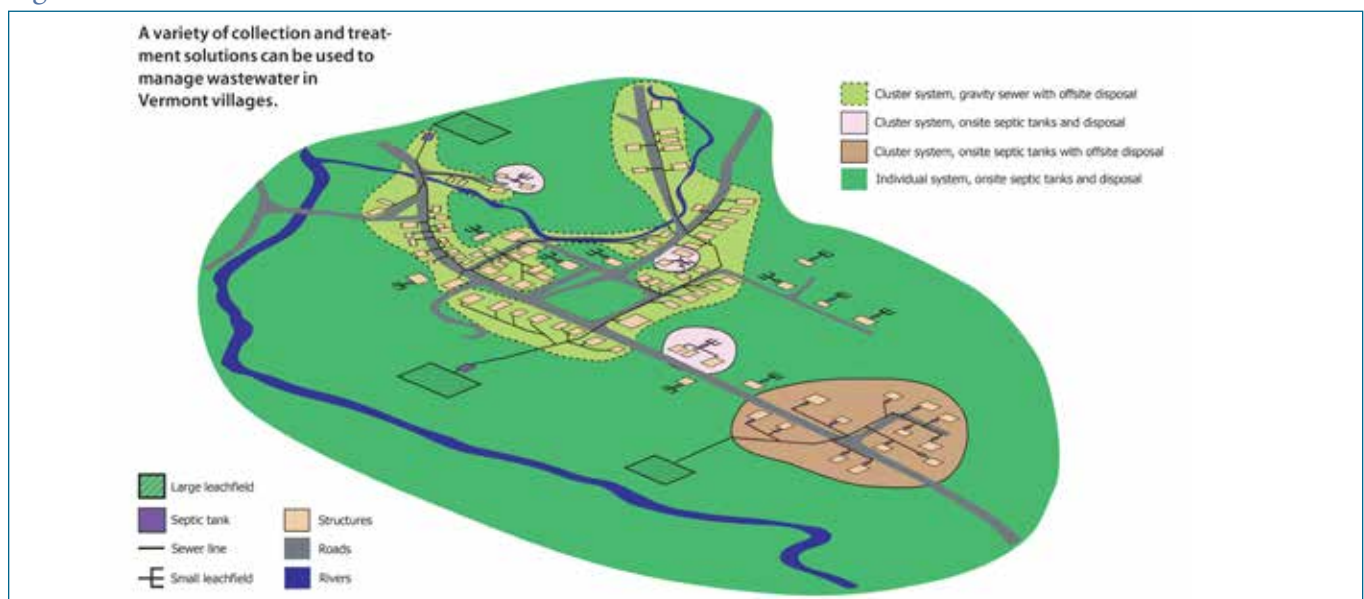 A variety of collection and treat-
ment solutions can be used to
manage wastewater in
Vermont villages.
Cluster system, gravity sewer with offsite disposal
Cluster system, onsite septic tanks and disposal
Cluster system, onsite septic tanks with offsite disposal
Individual system, onsite septic tanks and disposal
Large leachfield
Septic tank
Structures
Sewer line
Roads
Small leachfield
Rivers